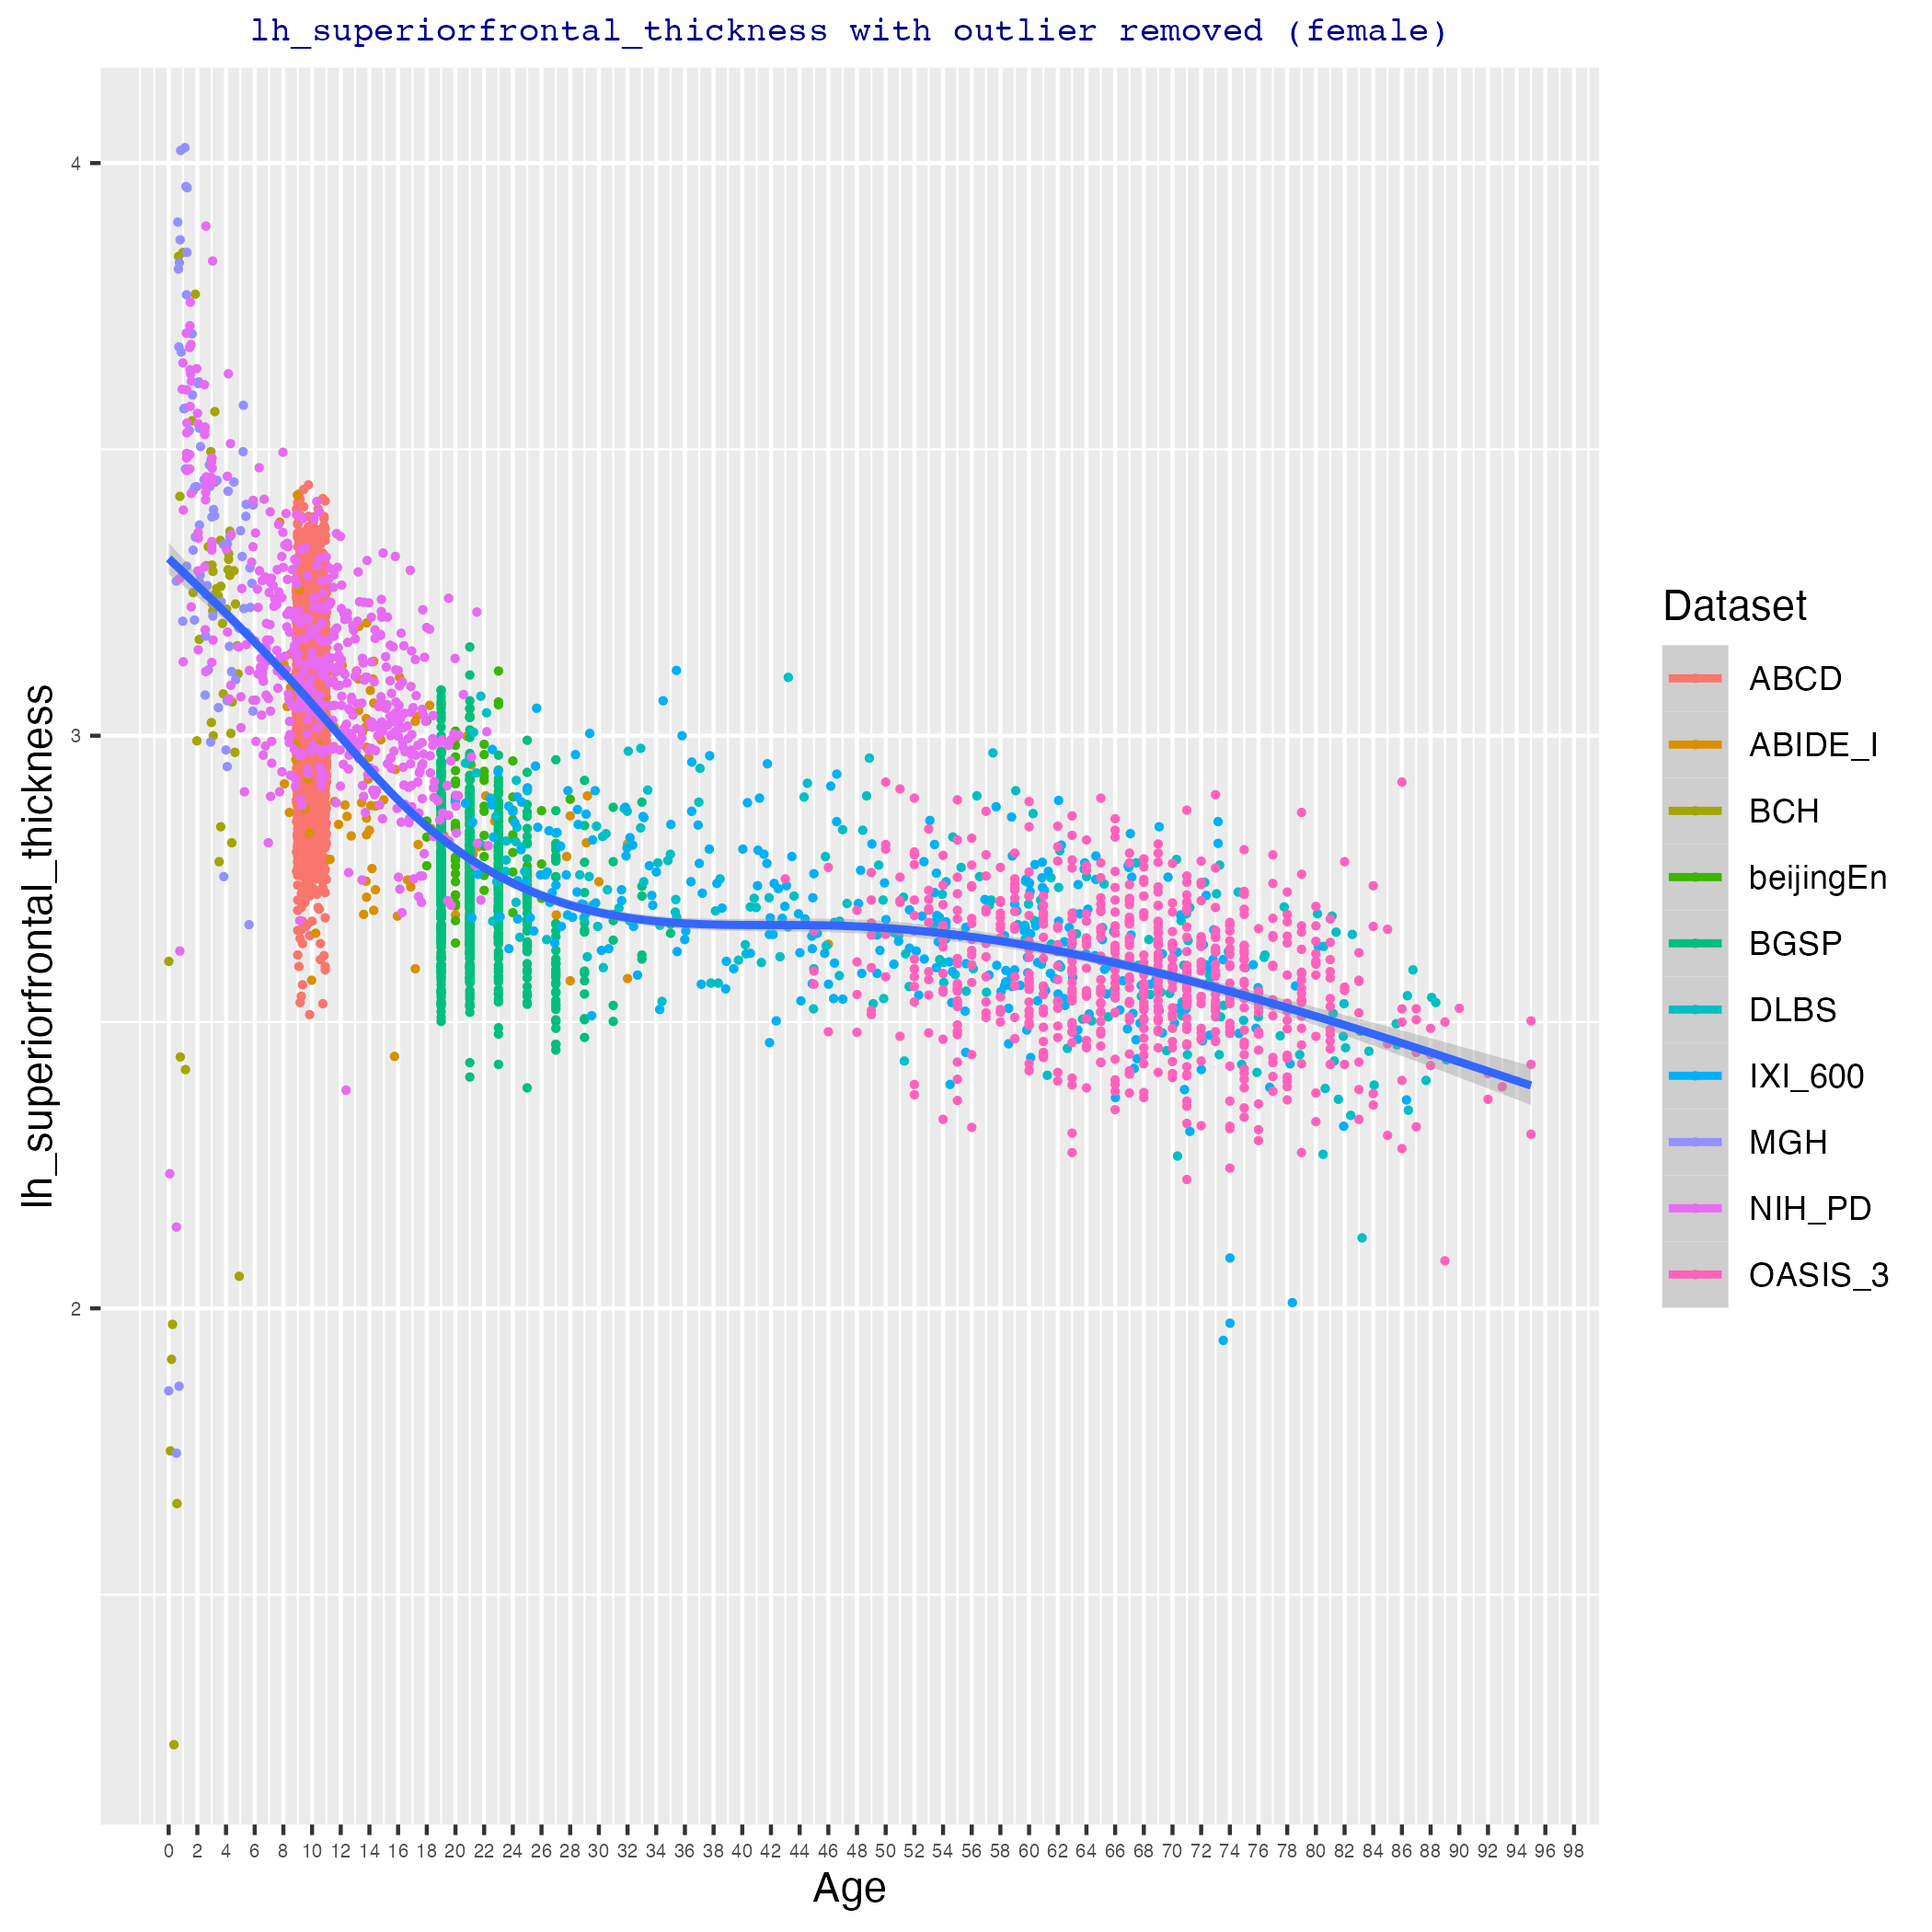 lh_superiorfrontal_thickness with outlier removed (female)
lh_superiorfrontal_thickness
4
3
2
0 2 4 6 8 10 12 14 16 18 20 22 24 26 28 30 32 34 36 38 40 42 44 46 48 50 52 54 56 58 60 62 64 66 68 70 72 74 76 78 80 82 84 86 88 90 92 94 96 98
Age
Dataset
ABCD
ABIDE_I
BCH
beijingEn
BGSP
DLBS
IXI_600
MGH
NIH_PD
OASIS_3